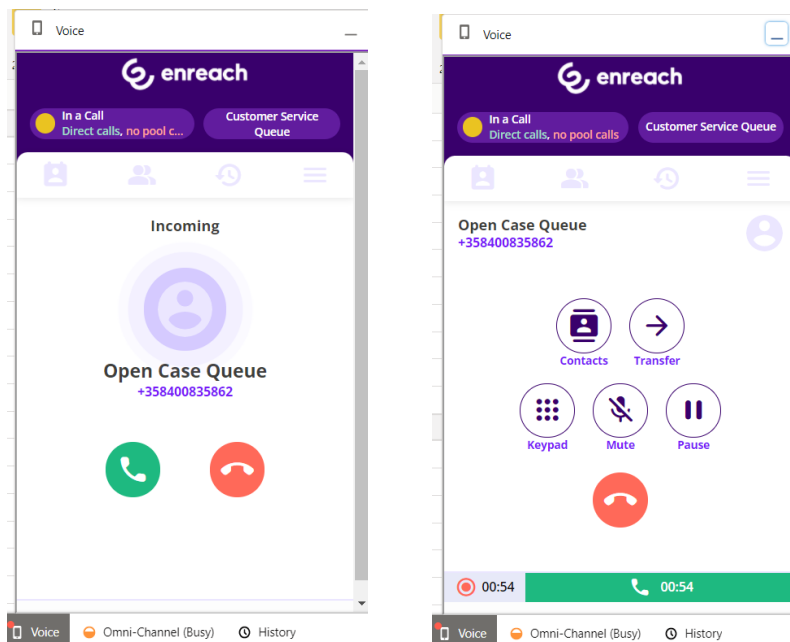 Voice
enreach
In a Call
Direct calls, no pool c...
Customer Service
Queue
Incoming
Open Case Queue
+358400835862
Voice
Omni-Channel (Busy)
History
Voice
enreach
In a Call
Direct calls, no pool calls
Customer Service Queue
Open Case Queue
+358400835862
Contacts
Transfer
Keypad
Mute
Pause
00:54
00:54
Voice
Omni-Channel (Busy)
History